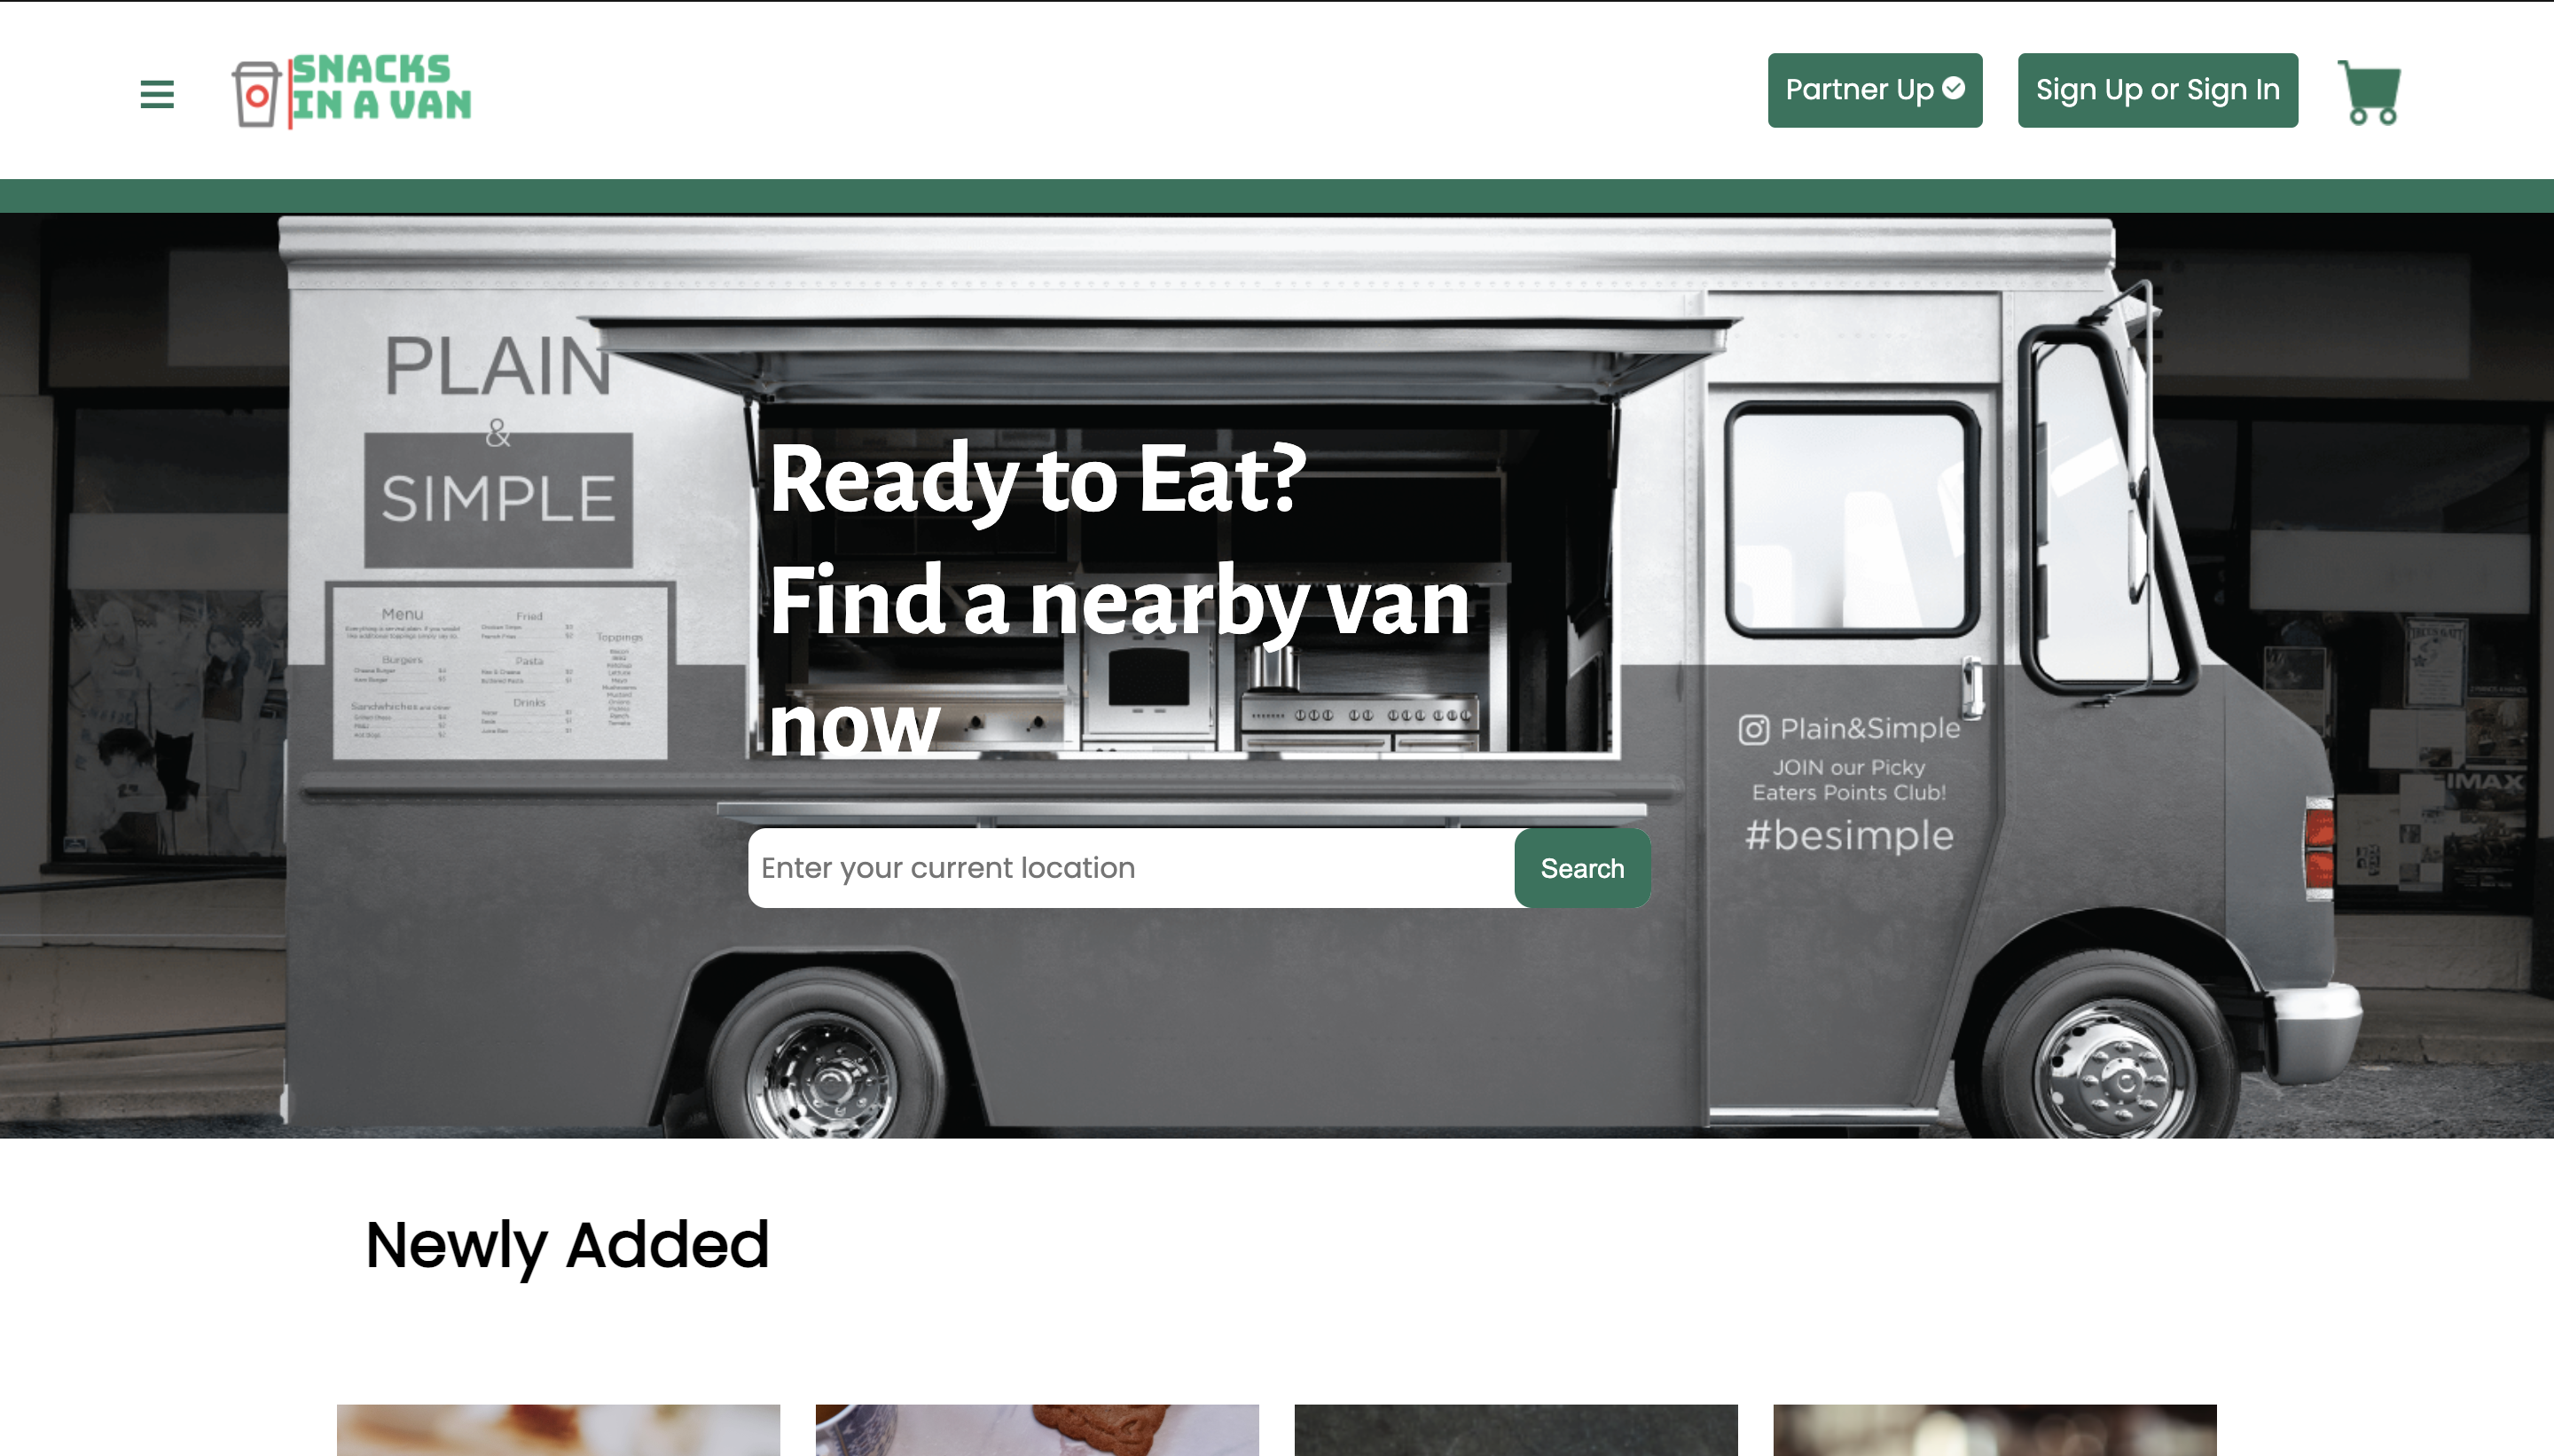 SNACKS
IN A VAN
Partner Up
Sign Up or Sign In
PLAIN
&
SIMPLE
Ready to Eat?
Find a nearby van
now
Menu
Burgers
Sandwhiches and Other
Fried
Pasta
Drinks
Toppings
Plain&Simple
JOIN our Picky
Eaters Points Club!
#besimple
IMAX
Enter your current location
Search
Newly Added